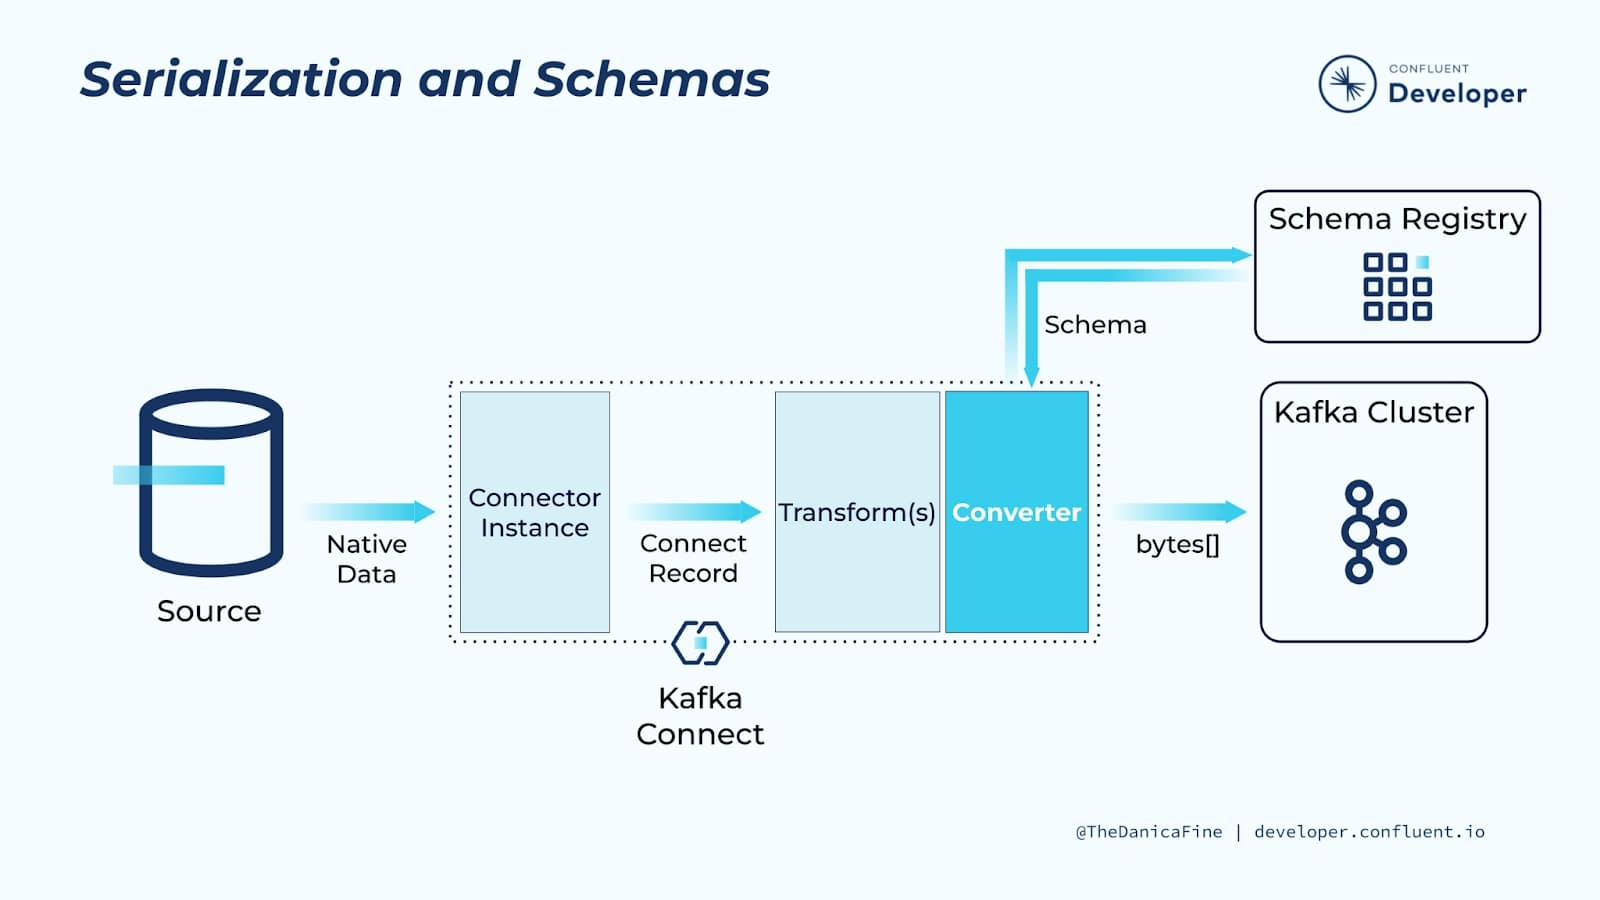 Serialization and Schemas
CONFLUENT
Developer
Schema Registry
Schema
Kafka Cluster
Connector
Instance
Transform(s)
Converter
Native
Data
Connect
Record
bytes[]
Source
Kafka
Connect
@TheDanicaFine | developer.confluent.io